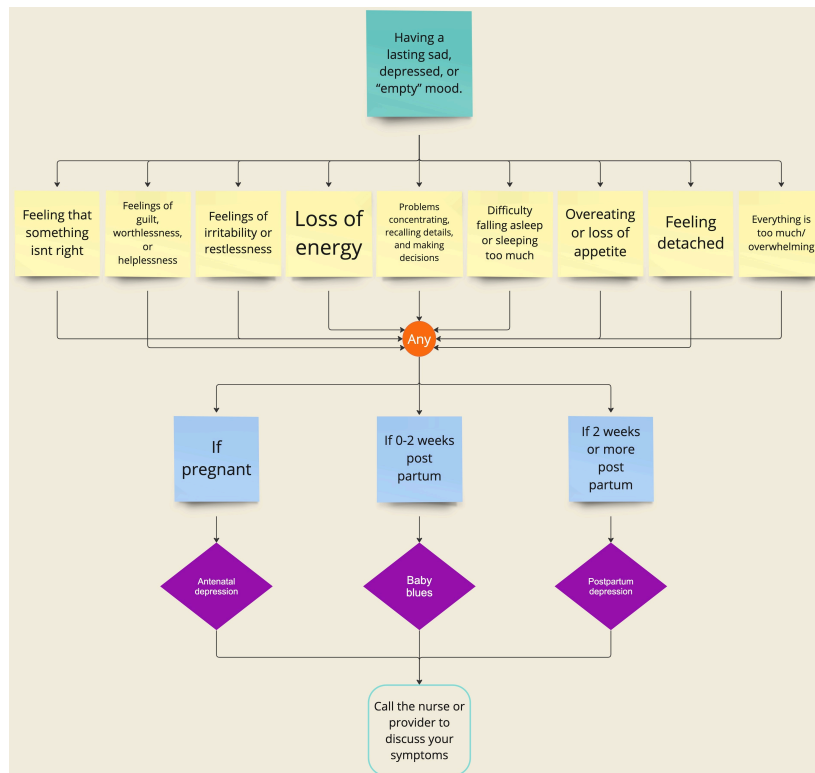 Having a
lasting sad,
depressed, or
“empty” mood.
Feeling that
something
isnt right
Feelings of
guilt,
worthlessness,
or
helplessness
Feelings of
irritability or
restlessness
Loss of
energy
Problems
concentrating,
recalling details,
and making
decisions
Difficulty
falling asleep
or sleeping
too much
Overeating
or loss of
appetite
Feeling
detached
Everything is
too much/
overwhelming
Any
If
pregnant
If 0-2 weeks
post
partum
If 2 weeks
or more
post
partum
Antenatal
depression
Baby
blues
Postpartum
depression
Call the nurse or
provider to
discuss your
symptoms